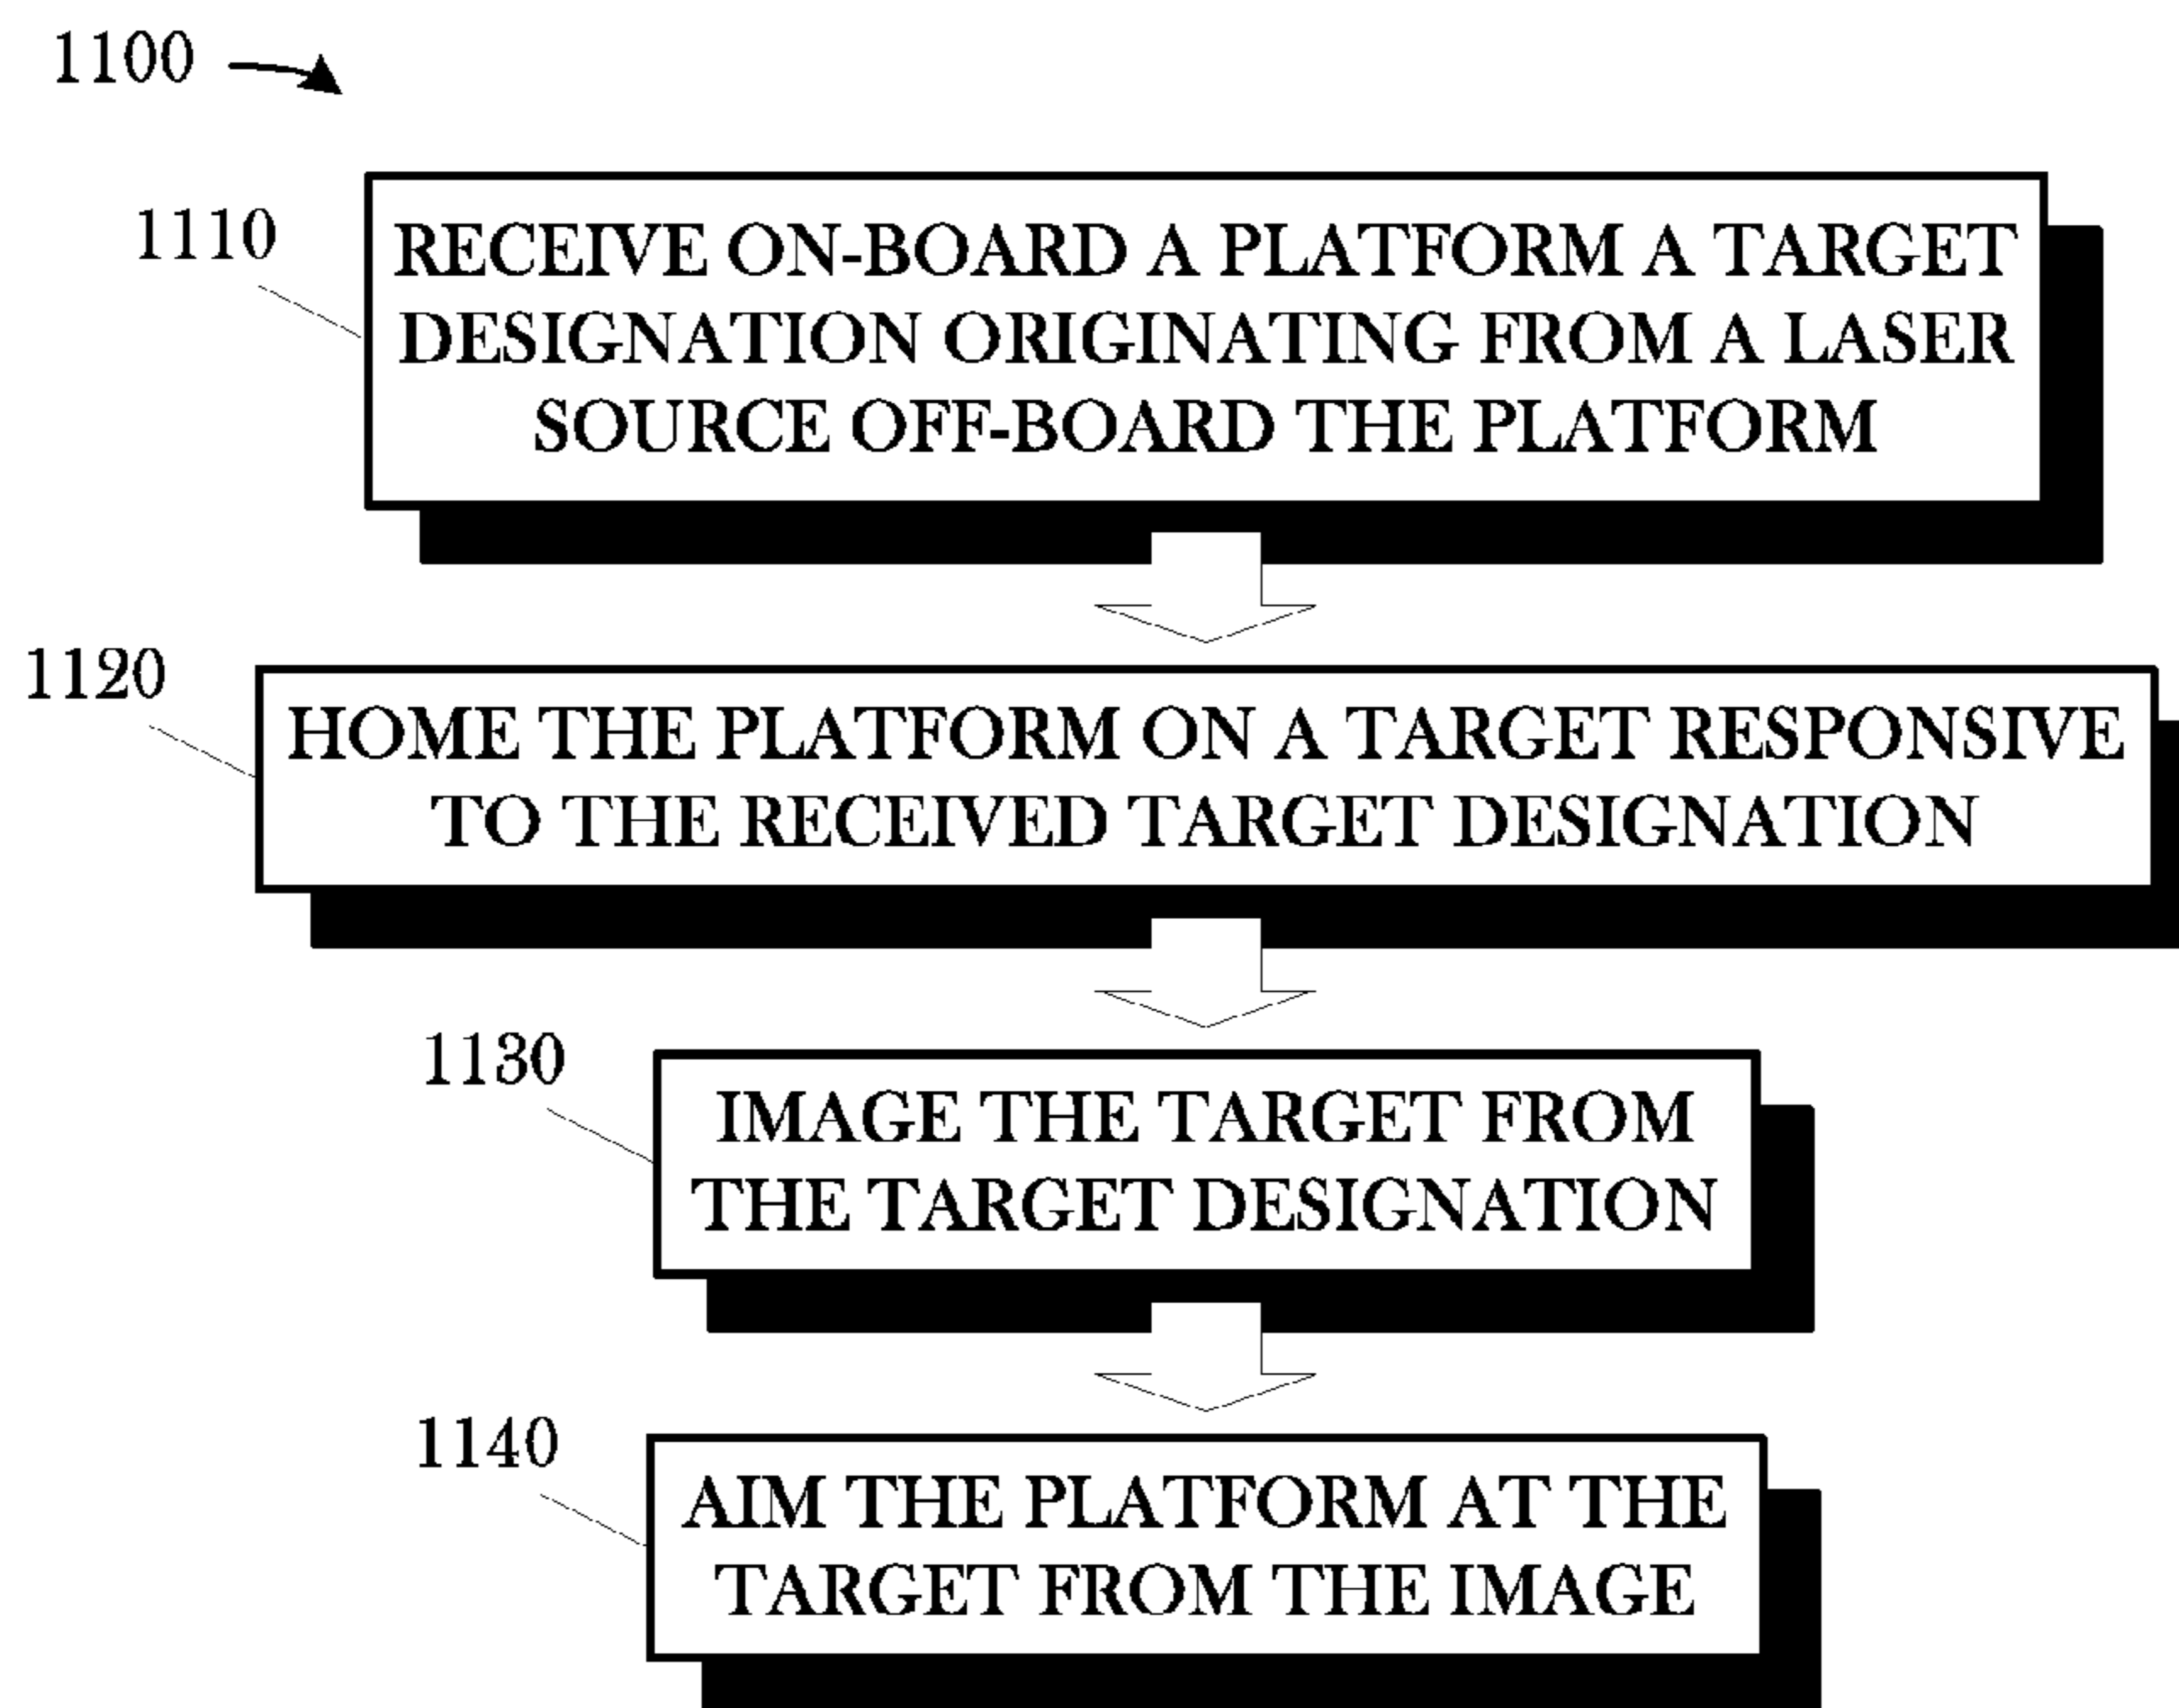 1100
1110
RECEIVE ON-BOARD A PLATFORM A TARGET
DESIGNATION ORIGINATING FROM A LASER
SOURCE OFF-BOARD THE PLATFORM
1120
HOME THE PLATFORM ON A TARGET RESPONSIVE
TO THE RECEIVED TARGET DESIGNATION
1130
IMAGE THE TARGET FROM
THE TARGET DESIGNATION
1140
AIM THE PLATFORM AT THE
TARGET FROM THE IMAGE